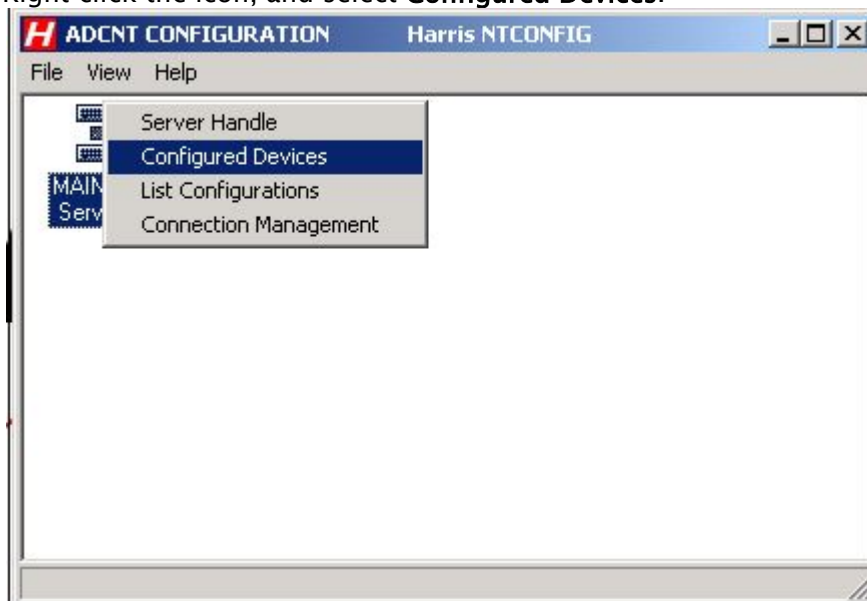 Right click the icon, and select Configured Devices.
H ADCNT CONFIGURATION Harris NTCONFIG
File View Help
Server Handle
Configured Devices
MAIN
List Configurations
Serv
Connection Management